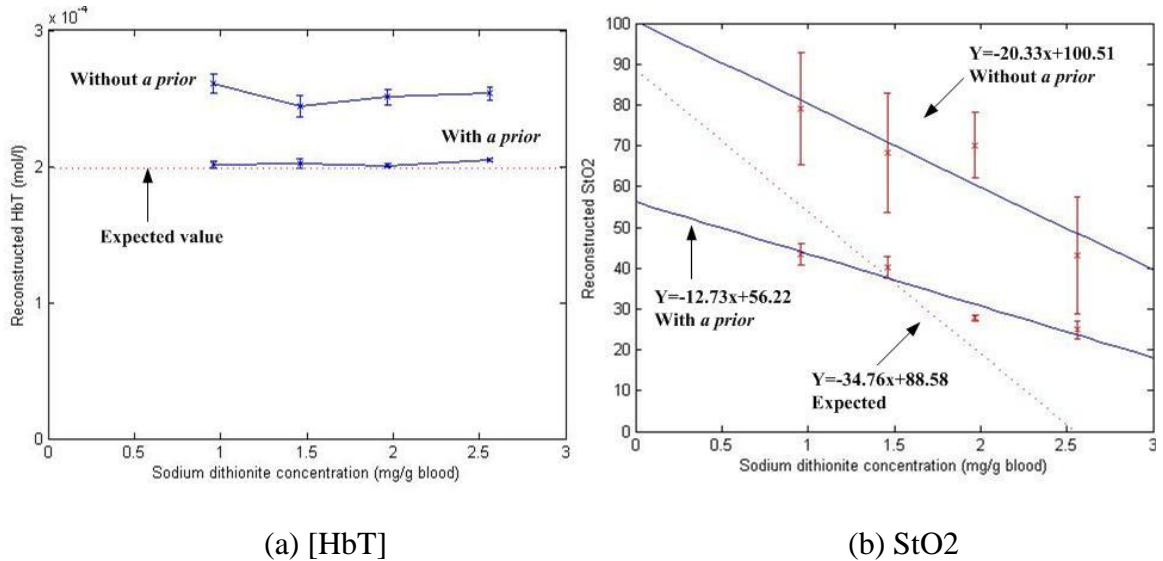 x 10⁻⁴
3
2
1
0
Reconstructed HbT (mol/l)
Without a prior
With a prior
Expected value
0 0.5 1 1.5 2 2.5 3
Sodium dithionite concentration (mg/g blood)
(a) [HbT]
100
90
80
70
60
50
40
30
20
10
0
Reconstructed StO2
Y=-20.33x+100.51
Without a prior
Y=-12.73x+56.22
With a prior
Y=-34.76x+88.58
Expected
0 0.5 1 1.5 2 2.5 3
Sodium dithionite concentration (mg/g blood)
(b) StO2